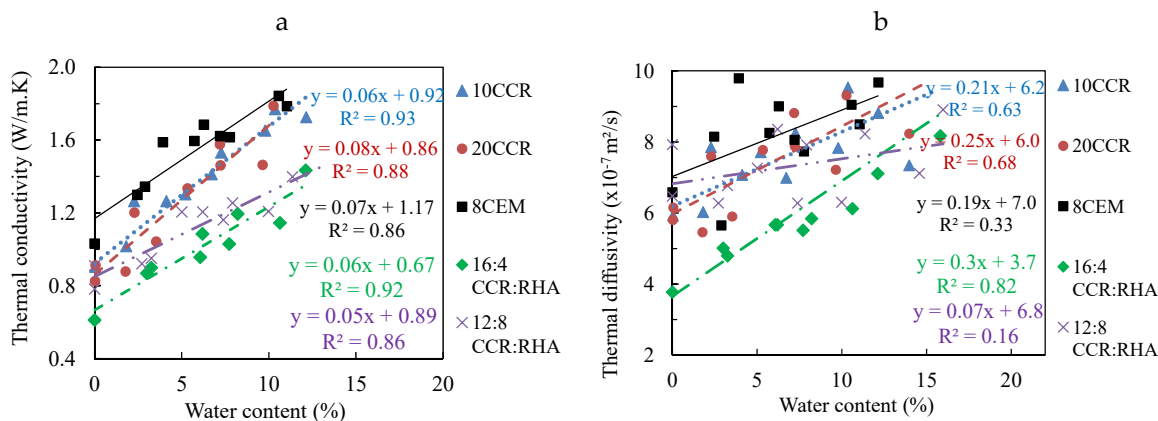 a
Thermal conductivity (W/m.K)
2.0
1.6
1.2
0.8
0.4
0
5
10
15
20
Water content (%)
y = 0.06x + 0.92
R² = 0.93
y = 0.08x + 0.86
R² = 0.88
y = 0.07x + 1.17
R² = 0.86
y = 0.06x + 0.67
R² = 0.92
y = 0.05x + 0.89
R² = 0.86
10CCR
20CCR
8CEM
16:4
CCR:RHA
12:8
CCR:RHA
b
Thermal diffusivity (x10⁻⁷ m²/s)
10
8
6
4
2
0
5
10
15
20
Water content (%)
0.21x + 6.2
R² = 0.63
0.25x + 6.0
R² = 0.68
y = 0.19x + 7.0
R² = 0.33
y = 0.3x + 3.7
R² = 0.82
y = 0.07x + 6.8
R² = 0.16
10CCR
20CCR
8CEM
16:4
CCR:RHA
12:8
CCR:RHA